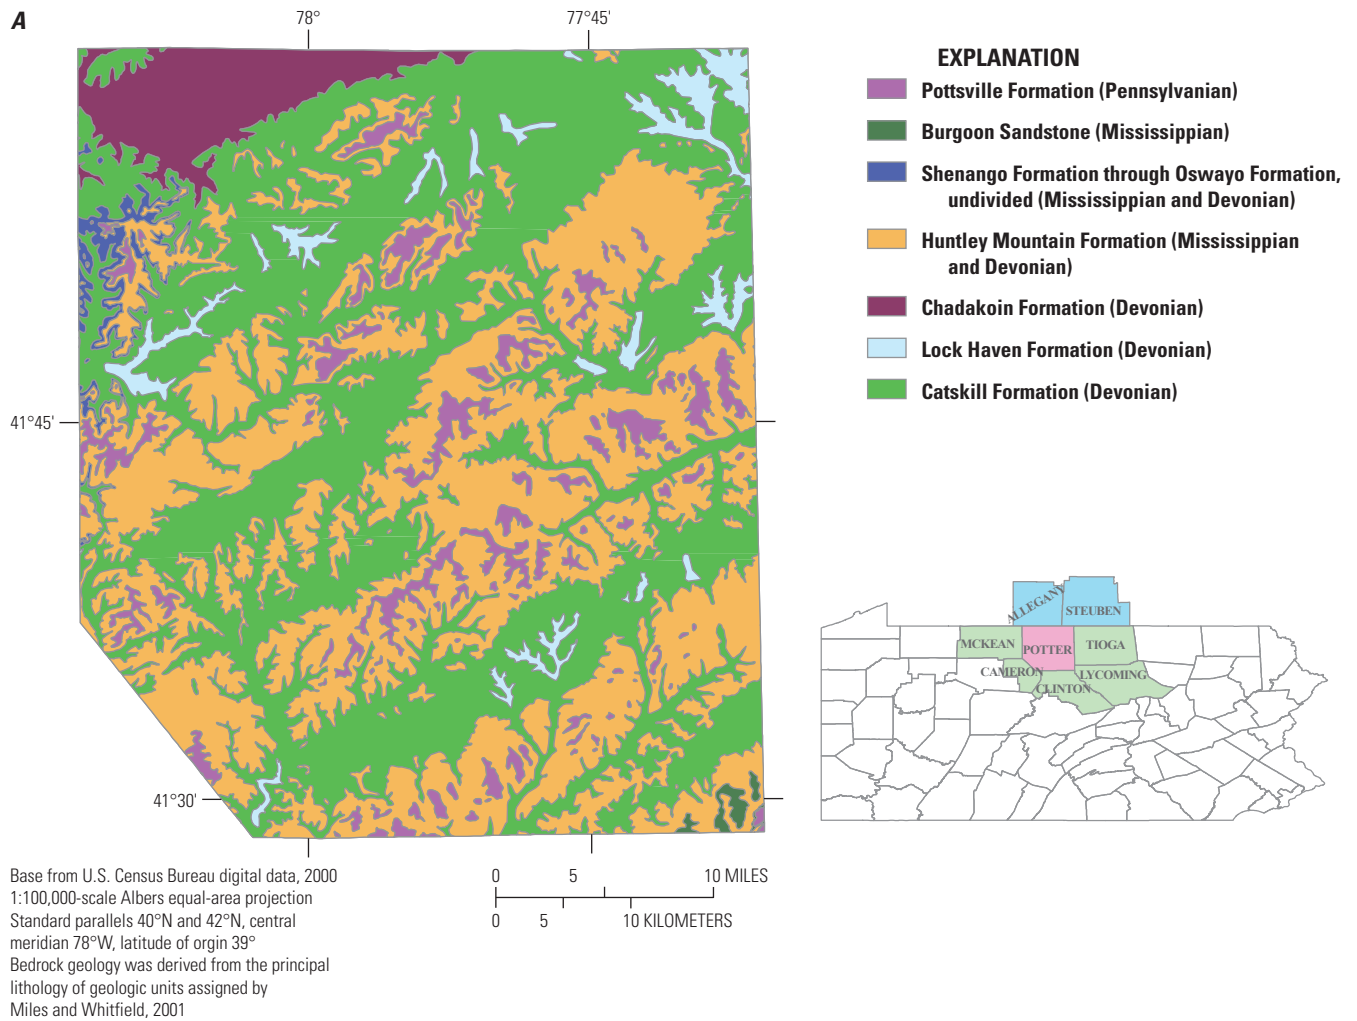 A
78°
77°45'
41°45'
41°30'
EXPLANATION
Pottsville Formation (Pennsylvanian)
Burgoon Sandstone (Mississippian)
Shenango Formation through Oswayo Formation,
undivided (Mississippian and Devonian)
Huntley Mountain Formation (Mississippian
and Devonian)
Chadakoin Formation (Devonian)
Lock Haven Formation (Devonian)
Catskill Formation (Devonian)
ALLEGANY
STEUBEN
MCKEAN
POTTER
TIOGA
CAMERON
LYCOMING
CLINTON
Base from U.S. Census Bureau digital data, 2000
1:100,000-scale Albers equal-area projection
Standard parallels 40°N and 42°N, central
meridian 78°W, latitude of orgin 39°
Bedrock geology was derived from the principal
lithology of geologic units assigned by
Miles and Whitfield, 2001
0 5 10 MILES
0 5 10 KILOMETERS